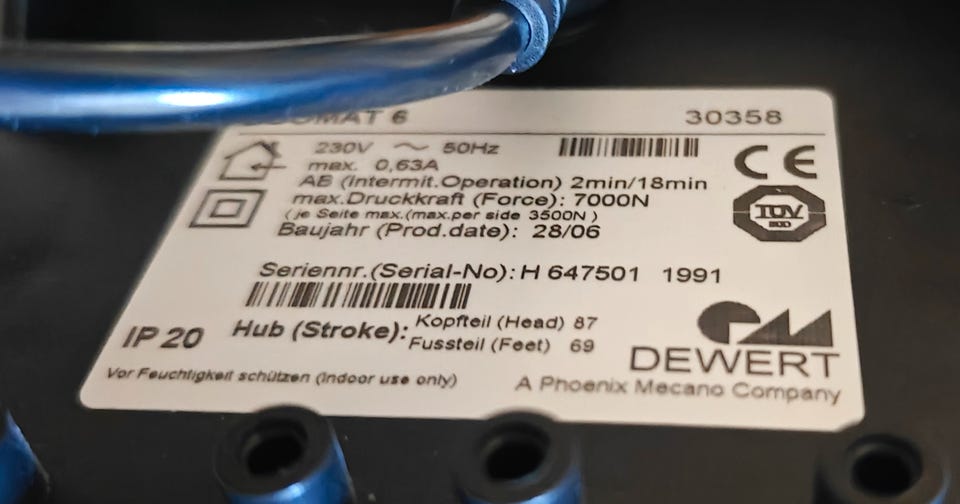 6 30358
230V ~ 50Hz
max. 0,63A
AB (Intermit.Operation) 2min/18min
max.Druckkraft (Force): 7000N
(je Seite max.(max.per side 3500N)
Baujahr (Prod.date): 28/06
CE
TÜV
Seriennr.(Serial-No): H 647501 1991
IP 20
Hub (Stroke): Kopfteil (Head) 87
Fussteil (Feet) 69
DEWERT
Vor Feuchtigkeit schützen (Indoor use only)
A Phoenix Mecano Company